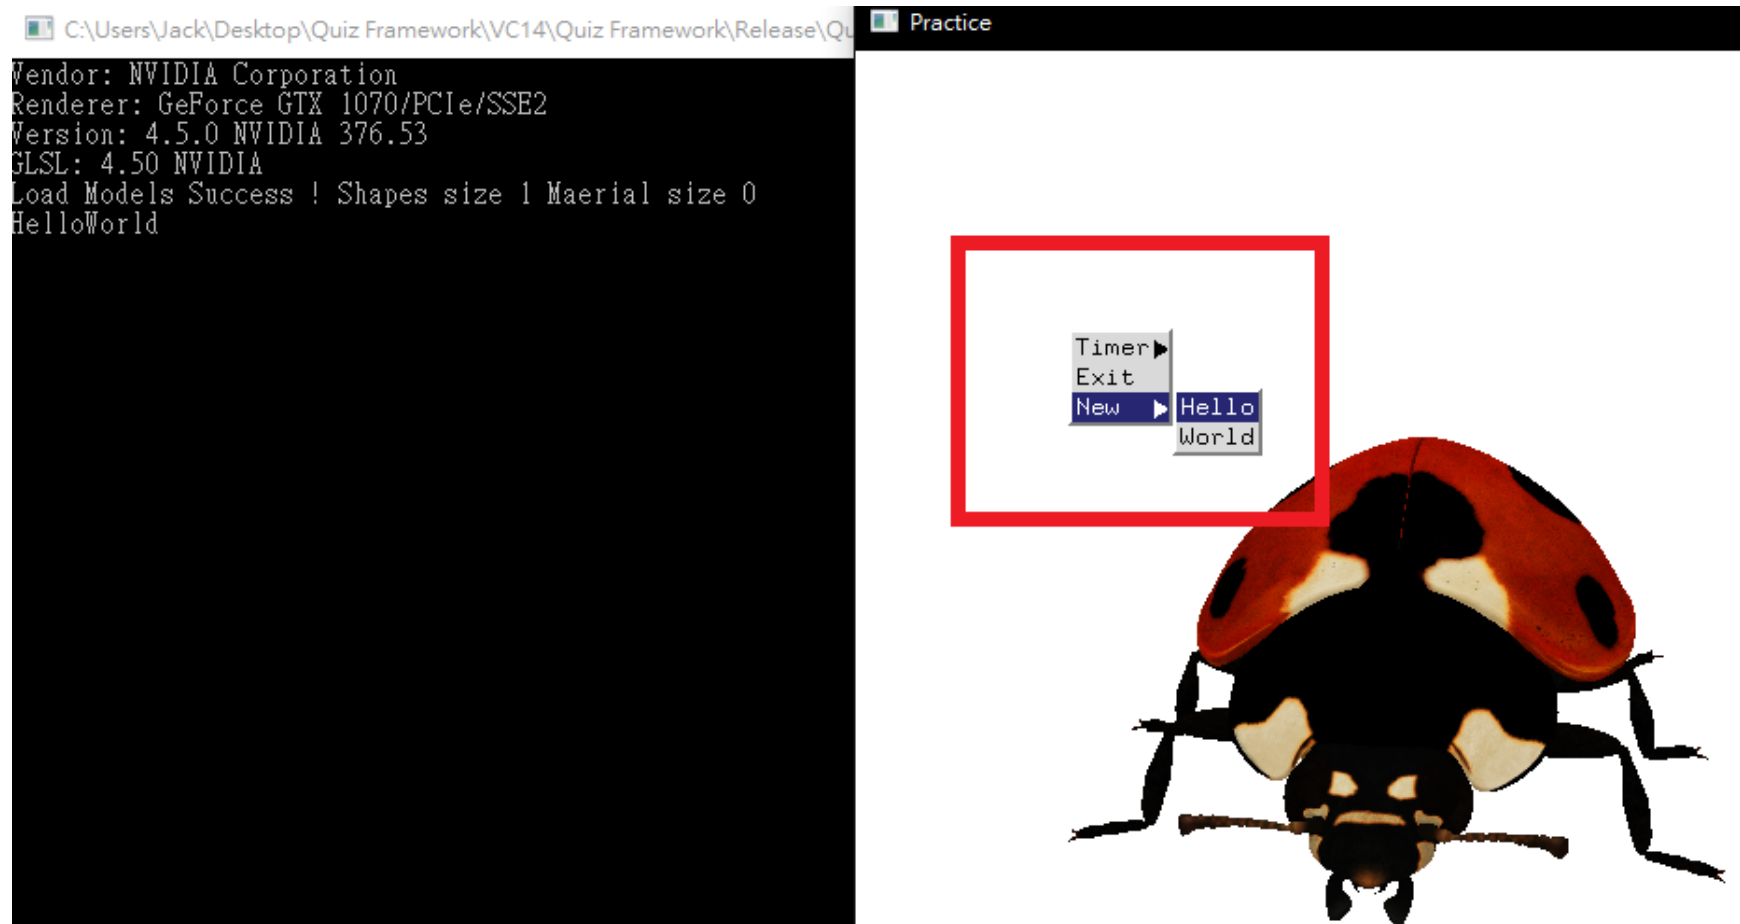 C:\Users\Jack\Desktop\Quiz Framework\VC14\Quiz Framework\Release\Qu
Vendor: NVIDIA Corporation
Renderer: GeForce GTX 1070/PCIe/SSE2
Version: 4.5.0 NVIDIA 376.53
GLSL: 4.50 NVIDIA
Load Models Success ! Shapes size 1 Maerial size 0
HelloWorld
Practice
Timer
Exit
New
Hello
World